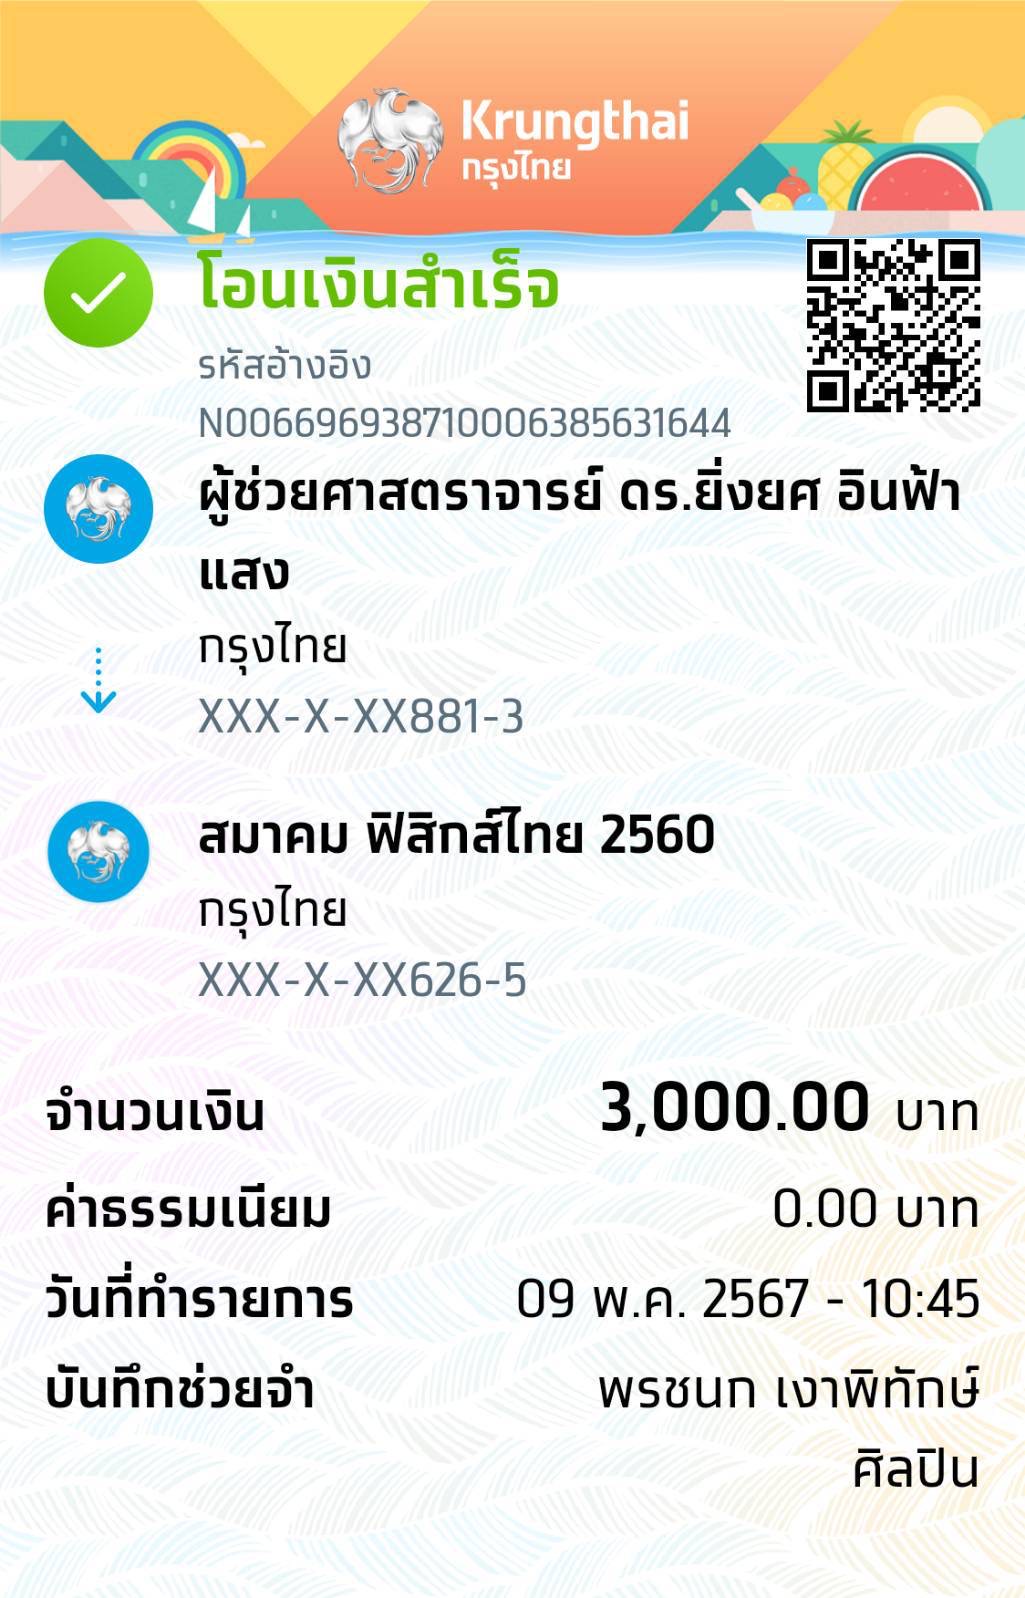 Krungthai
กรุงไทย
โอนเงินสำเร็จ
รหัสอ้างอิง
N006696938710006385631644
ผู้ช่วยศาสตราจารย์ ดร.ยิ่งยศ อินฟ้า
แสง
กรุงไทย
XXX-X-XX881-3
สมาคม ฟิสิกส์ไทย 2560
กรุงไทย
XXX-X-XX626-5
จำนวนเงิน 3,000.00 บาท
ค่าธรรมเนียม 0.00 บาท
วันที่ทำรายการ 09 พ.ค. 2567 - 10:45
บันทึกช่วยจำ พรชนก เงาพิทักษ์
ศิลปิน